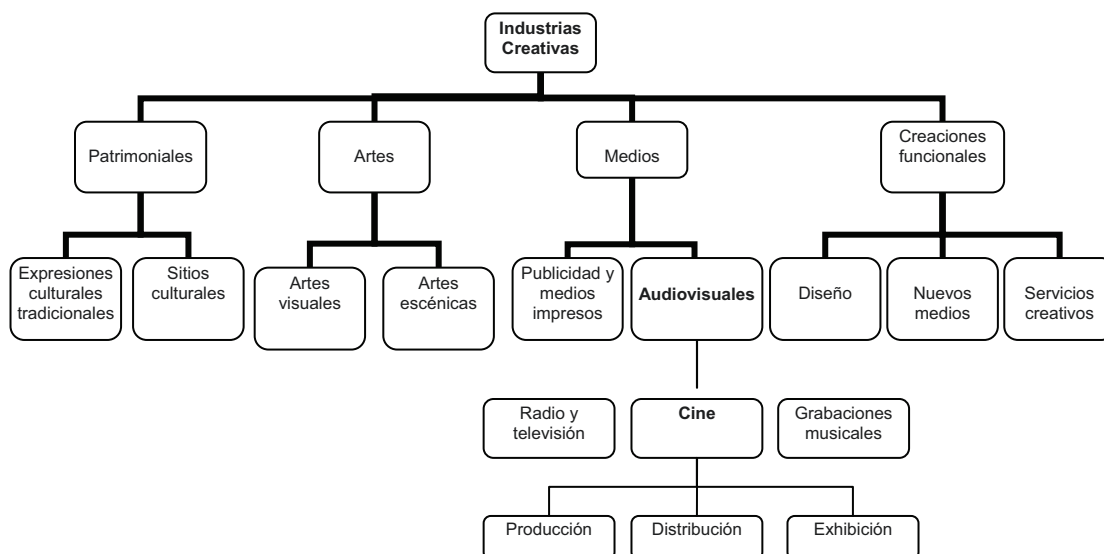 Industrias
Creativas
Patrimoniales
Artes
Medios
Creaciones
funcionales
Expresiones
culturales
tradicionales
Sitios
culturales
Artes
visuales
Artes
escénicas
Publicidad y
medios
impresos
Audiovisuales
Diseño
Nuevos
medios
Servicios
creativos
Radio y
televisión
Cine
Grabaciones
musicales
Producción
Distribución
Exhibición